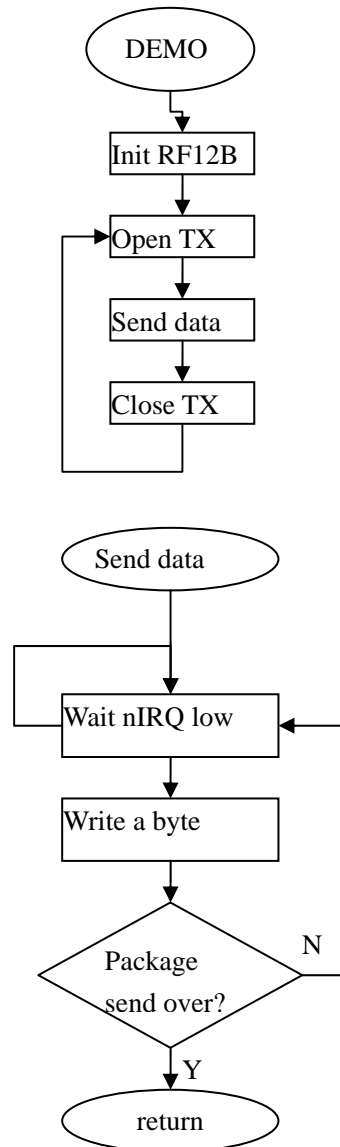 DEMO
Init RF12B
Open TX
Send data
Close TX
Send data
Wait nIRQ low
Write a byte
Package
send over?
N
Y
return